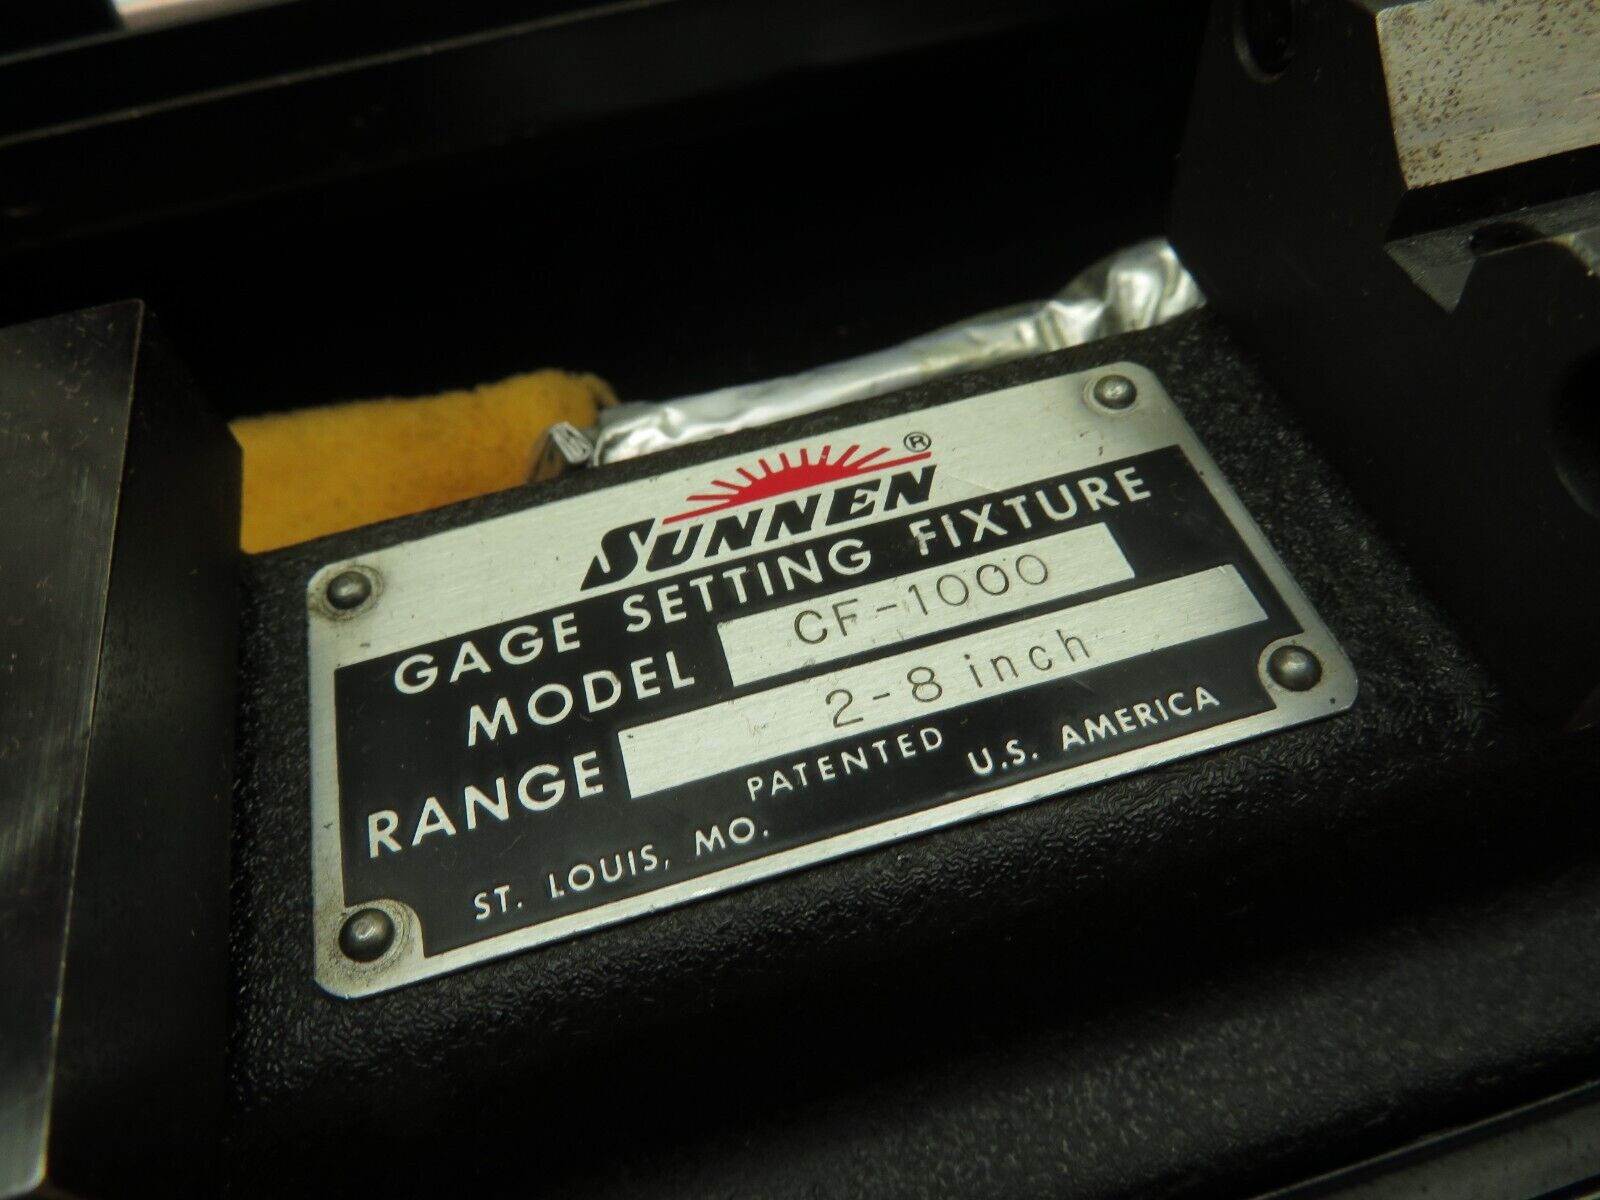 SUNNEN®
GAGE SETTING FIXTURE
MODEL CF-1000
RANGE 2-8 inch
PATENTED
ST. LOUIS, MO. U.S. AMERICA